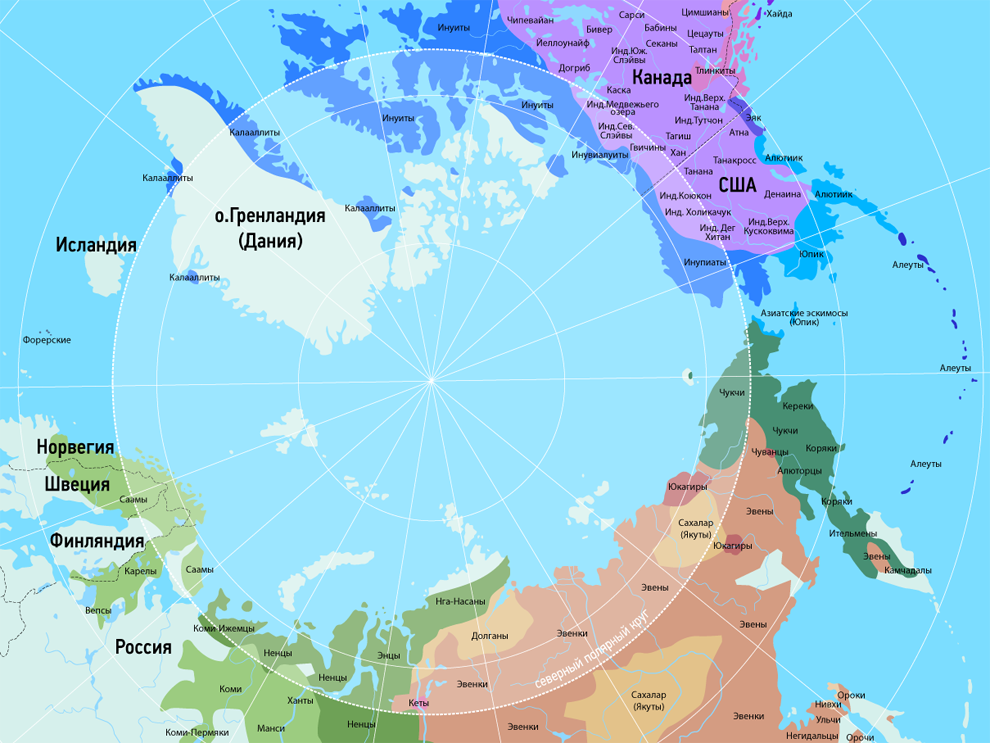 Чипевайан
Сарси
Цимшианы
Хайда
Инуиты
Бивер
Бабины
Цецауты
Йеллоунайф
Секаны
Талтан
Инд.Юж.
Слэйвы
Догриб
Канада
Тлинкиты
Каска
Инуиты
Инд.Медвежьего
озера
Инд.Верх.
Танана
Инуиты
Инд.Тутчон
Эяк
Калааллиты
Инд.Сев.
Слэйвы
Тагиш
Атна
Гвичины
Хан
Инувиалуиты
Танакросс
Алютиик
Танана
Калааллиты
США
Инд.Коюкон
Денаина
Алютиик
Калааллиты
Инд. Холикачук
о.Гренландия
(Дания)
Инд. Дег
Хитан
Инд.Верх.
Кускоквима
Исландия
Юпик
Инупиаты
Алеуты
Калааллиты
Азиатские эскимосы
(Юпик)
Форерские
Алеуты
Чукчи
Кереки
Чукчи
Норвегия
Коряки
Чуванцы
Алеуты
Алюторцы
Швеция
Юкагиры
Саамы
Коряки
Эвены
Сахалар
(Якуты)
Ительмены
Финляндия
Юкагиры
Эвены
Карелы
Саамы
Камчадалы
Эвены
Нга-Насаны
Вепсы
Эвены
Коми-Ижемцы
Долганы
Эвенки
северный полярный круг
Россия
Ненцы
Энцы
Ненцы
Эвенки
Коми
Сахалар
(Якуты)
Ороки
Ханты
Кеты
Нивхи
Эвенки
Ульчи
Ненцы
Эвенки
Манси
Коми-Пермяки
Негидальцы
Орочи